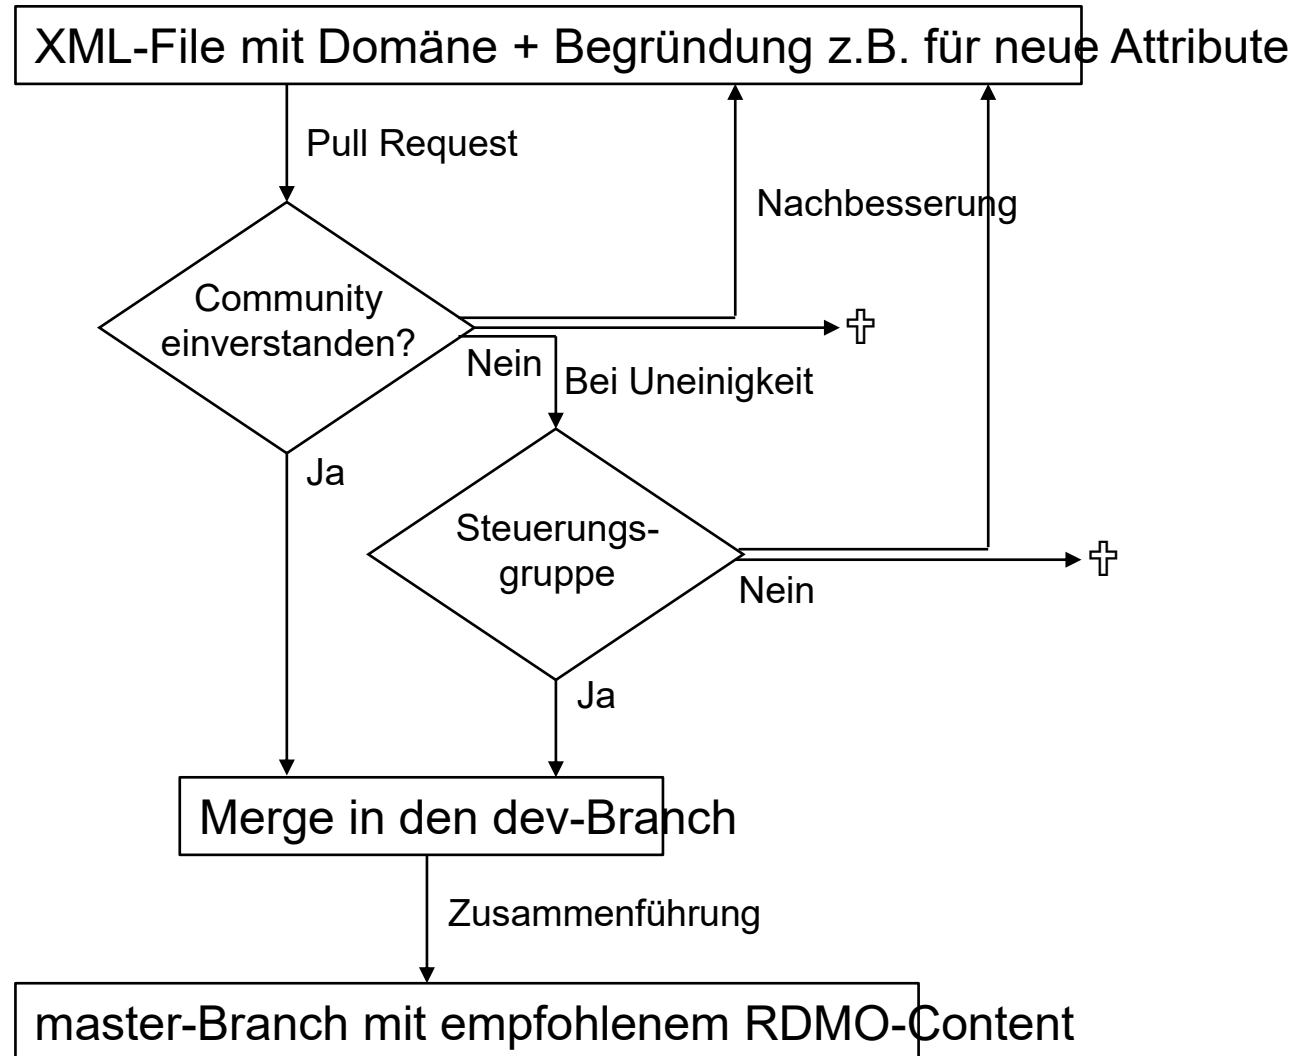 XML-File mit Domäne + Begründung z.B. für neue Attribute
Pull Request
Nachbesserung
Community
einverstanden?
✞
Nein
Bei Uneinigkeit
Ja
Steuerungs-
gruppe
✞
Nein
Ja
Merge in den dev-Branch
Zusammenführung
master-Branch mit empfohlenem RDMO-Content